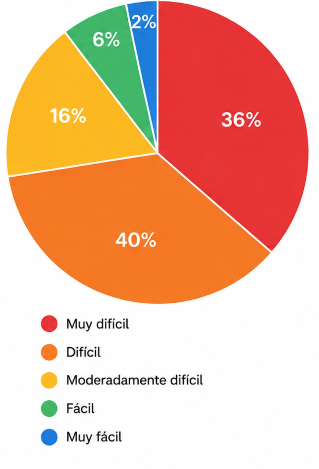 2%
6%
36%
16%
40%
Muy difícil
Difícil
Moderadamente difícil
Fácil
Muy fácil